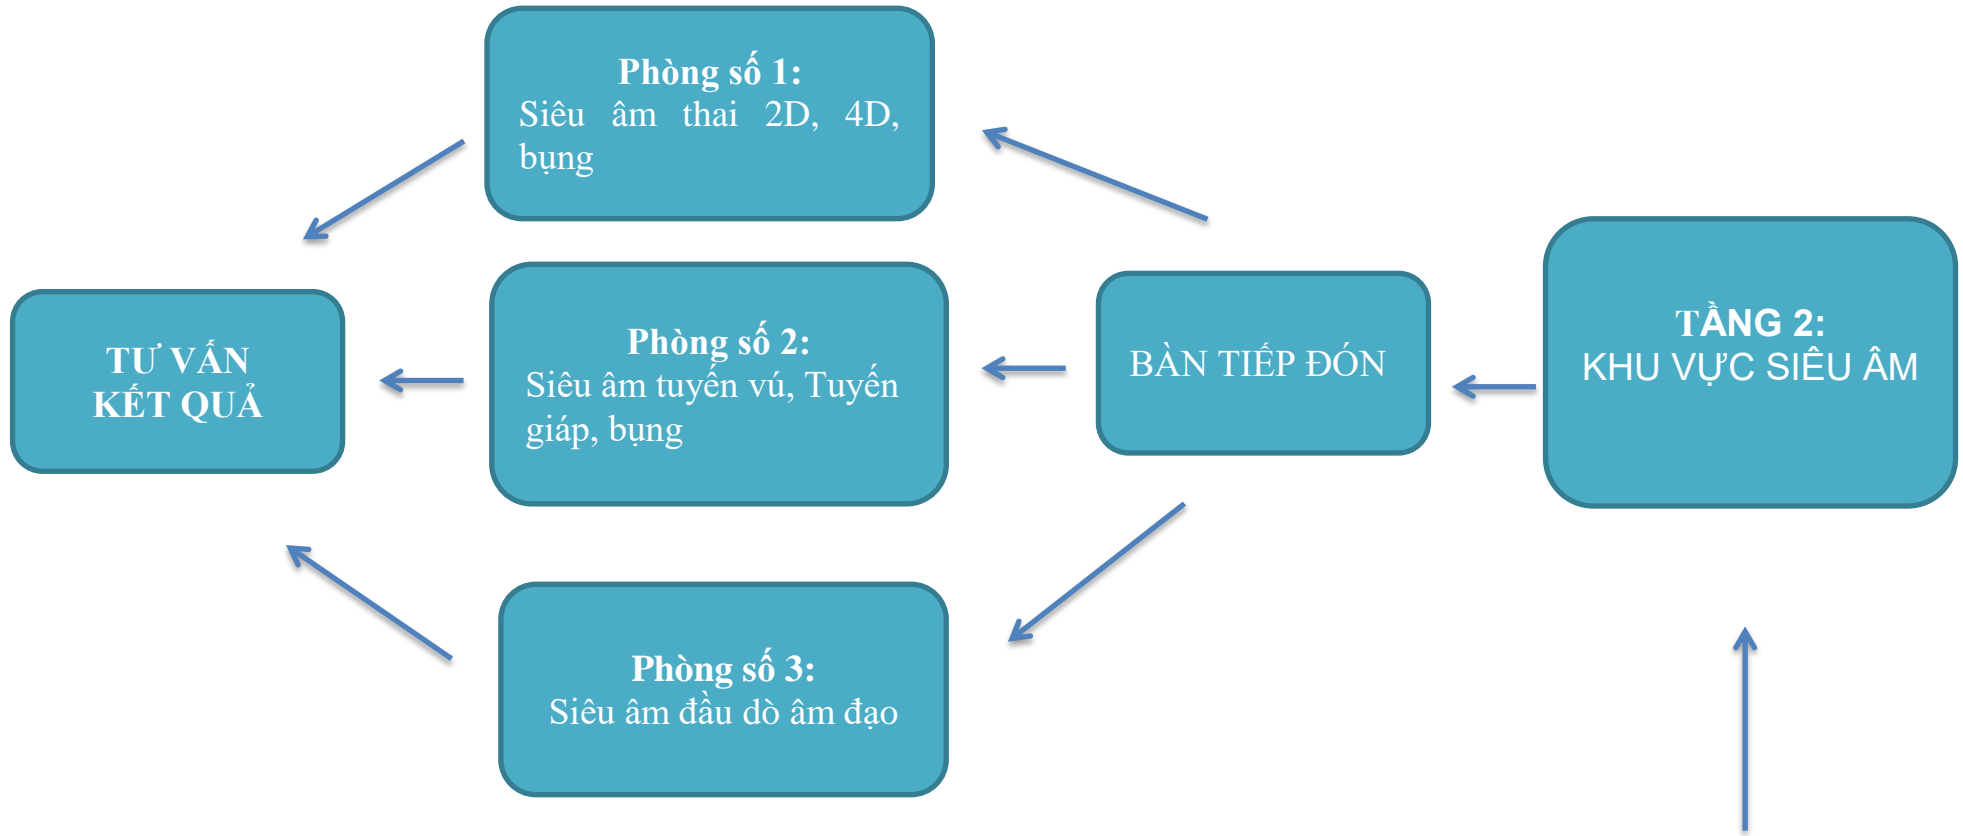 Phòng số 1:
Siêu âm thai 2D, 4D,
bụng
TƯ VẤN
KẾT QUẢ
Phòng số 2:
Siêu âm tuyến vú, Tuyến
giáp, bụng
BÀN TIẾP ĐÓN
TẦNG 2:
KHU VỰC SIÊU ÂM
Phòng số 3:
Siêu âm đầu dò âm đạo